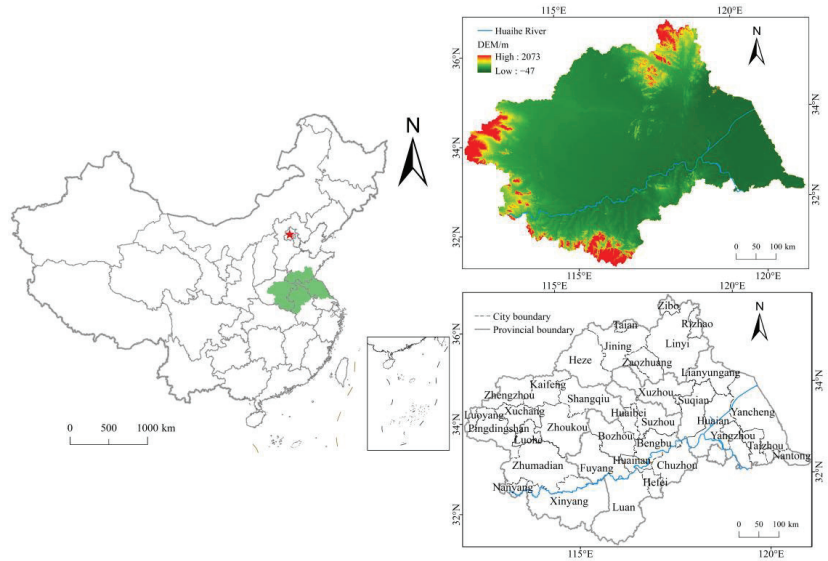 N
0 500 1000 km
115°E 120°E
Huaihe River
DEM/m
High : 2073
Low : −47
N
36°N
34°N
32°N
34°N
32°N
0 50 100 km
115°E 120°E
City boundary
Provincial boundary
N
Zibo
Taian
Rizhao
Jining
Linyi
Heze
Zaozhuang
Lianyungang
Kaifeng
Zhengzhou
Shangqiu
Xuzhou
Suqian
Luoyang
Xuchang
Huaibei
Suzhou
Huaian
Yancheng
Pingdingshan
Zhoukou
Bozhou
Luohu
Bengbu
Yangzhou
Taizhou
Nantong
Huainan
Zhumadian
Fuyang
Chuzhou
Nanyang
Hefei
Xinyang
Luan
36°N
34°N
32°N
34°N
32°N
0 50 100 km
115°E 120°E